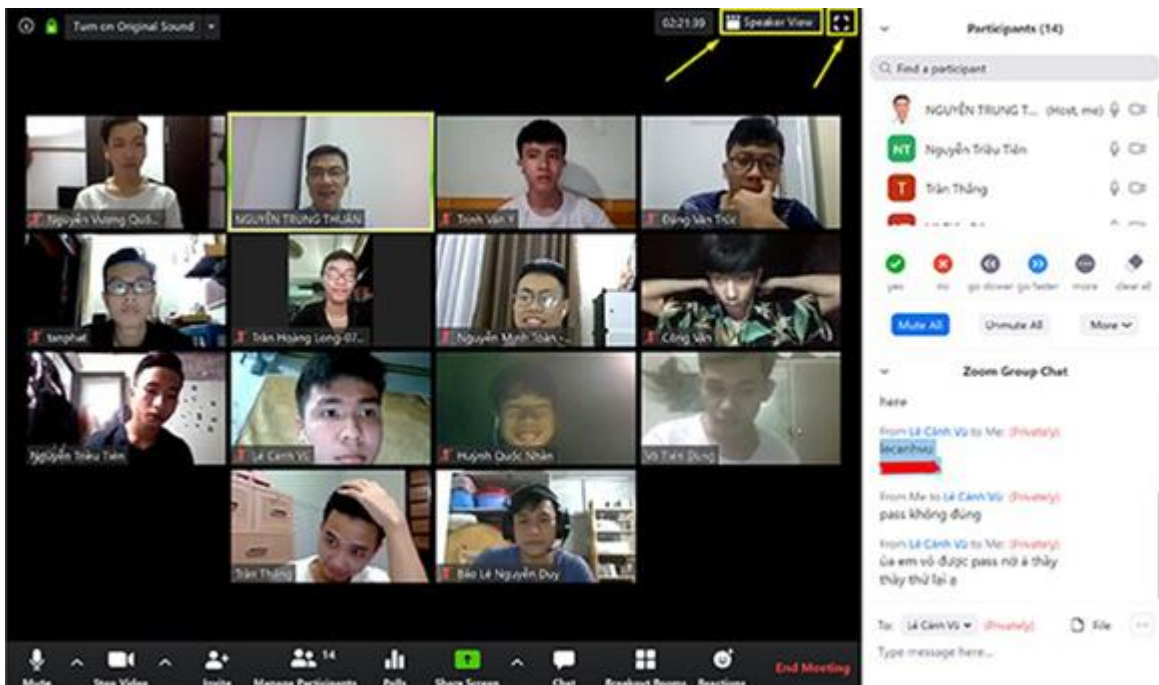 Turn on Original Sound
02:21:39
Speaker View
Nguyễn Vương Quố...
NGUYỄN TRUNG THUẬN
Trịnh Văn Y
Đặng Văn Thức
tanphat
Trần Hoàng Long-07...
Nguyễn Minh Toàn -...
Công Văn
Nguyễn Triều Tiên
Lê Cảnh Vũ
Huỳnh Quốc Nhân
Võ Tiến Dũng
Trần Thắng
Bảo Lê Nguyễn Duy
Mute
Stop Video
Invite
14
Manage Participants
Polls
Share Screen
Chat
Breakout Rooms
Reactions
End Meeting
Participants (14)
Find a participant
NGUYỄN TRUNG T... (Host, me)
NT
Nguyễn Triều Tiên
T
Trần Thắng
yes
no
go slower
go faster
more
clear all
Mute All
Unmute All
More
Zoom Group Chat
here
From Lê Cảnh Vũ to Me: (Privately)
lecanhvu
From Me to Lê Cảnh Vũ: (Privately)
pass không đúng
From Lê Cảnh Vũ to Me: (Privately)
ủa em vô được pass nớ á thầy
thầy thử lại ạ
To: Lê Cảnh Vũ (Privately)
File
Type message here...